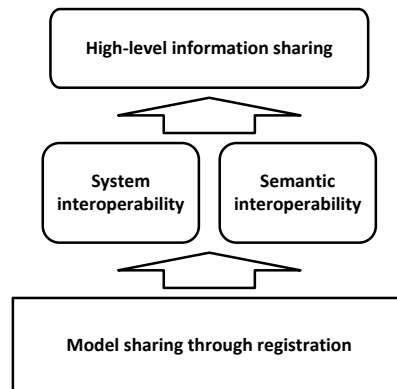 High-level information sharing
System
interoperability
Semantic
interoperability
Model sharing through registration